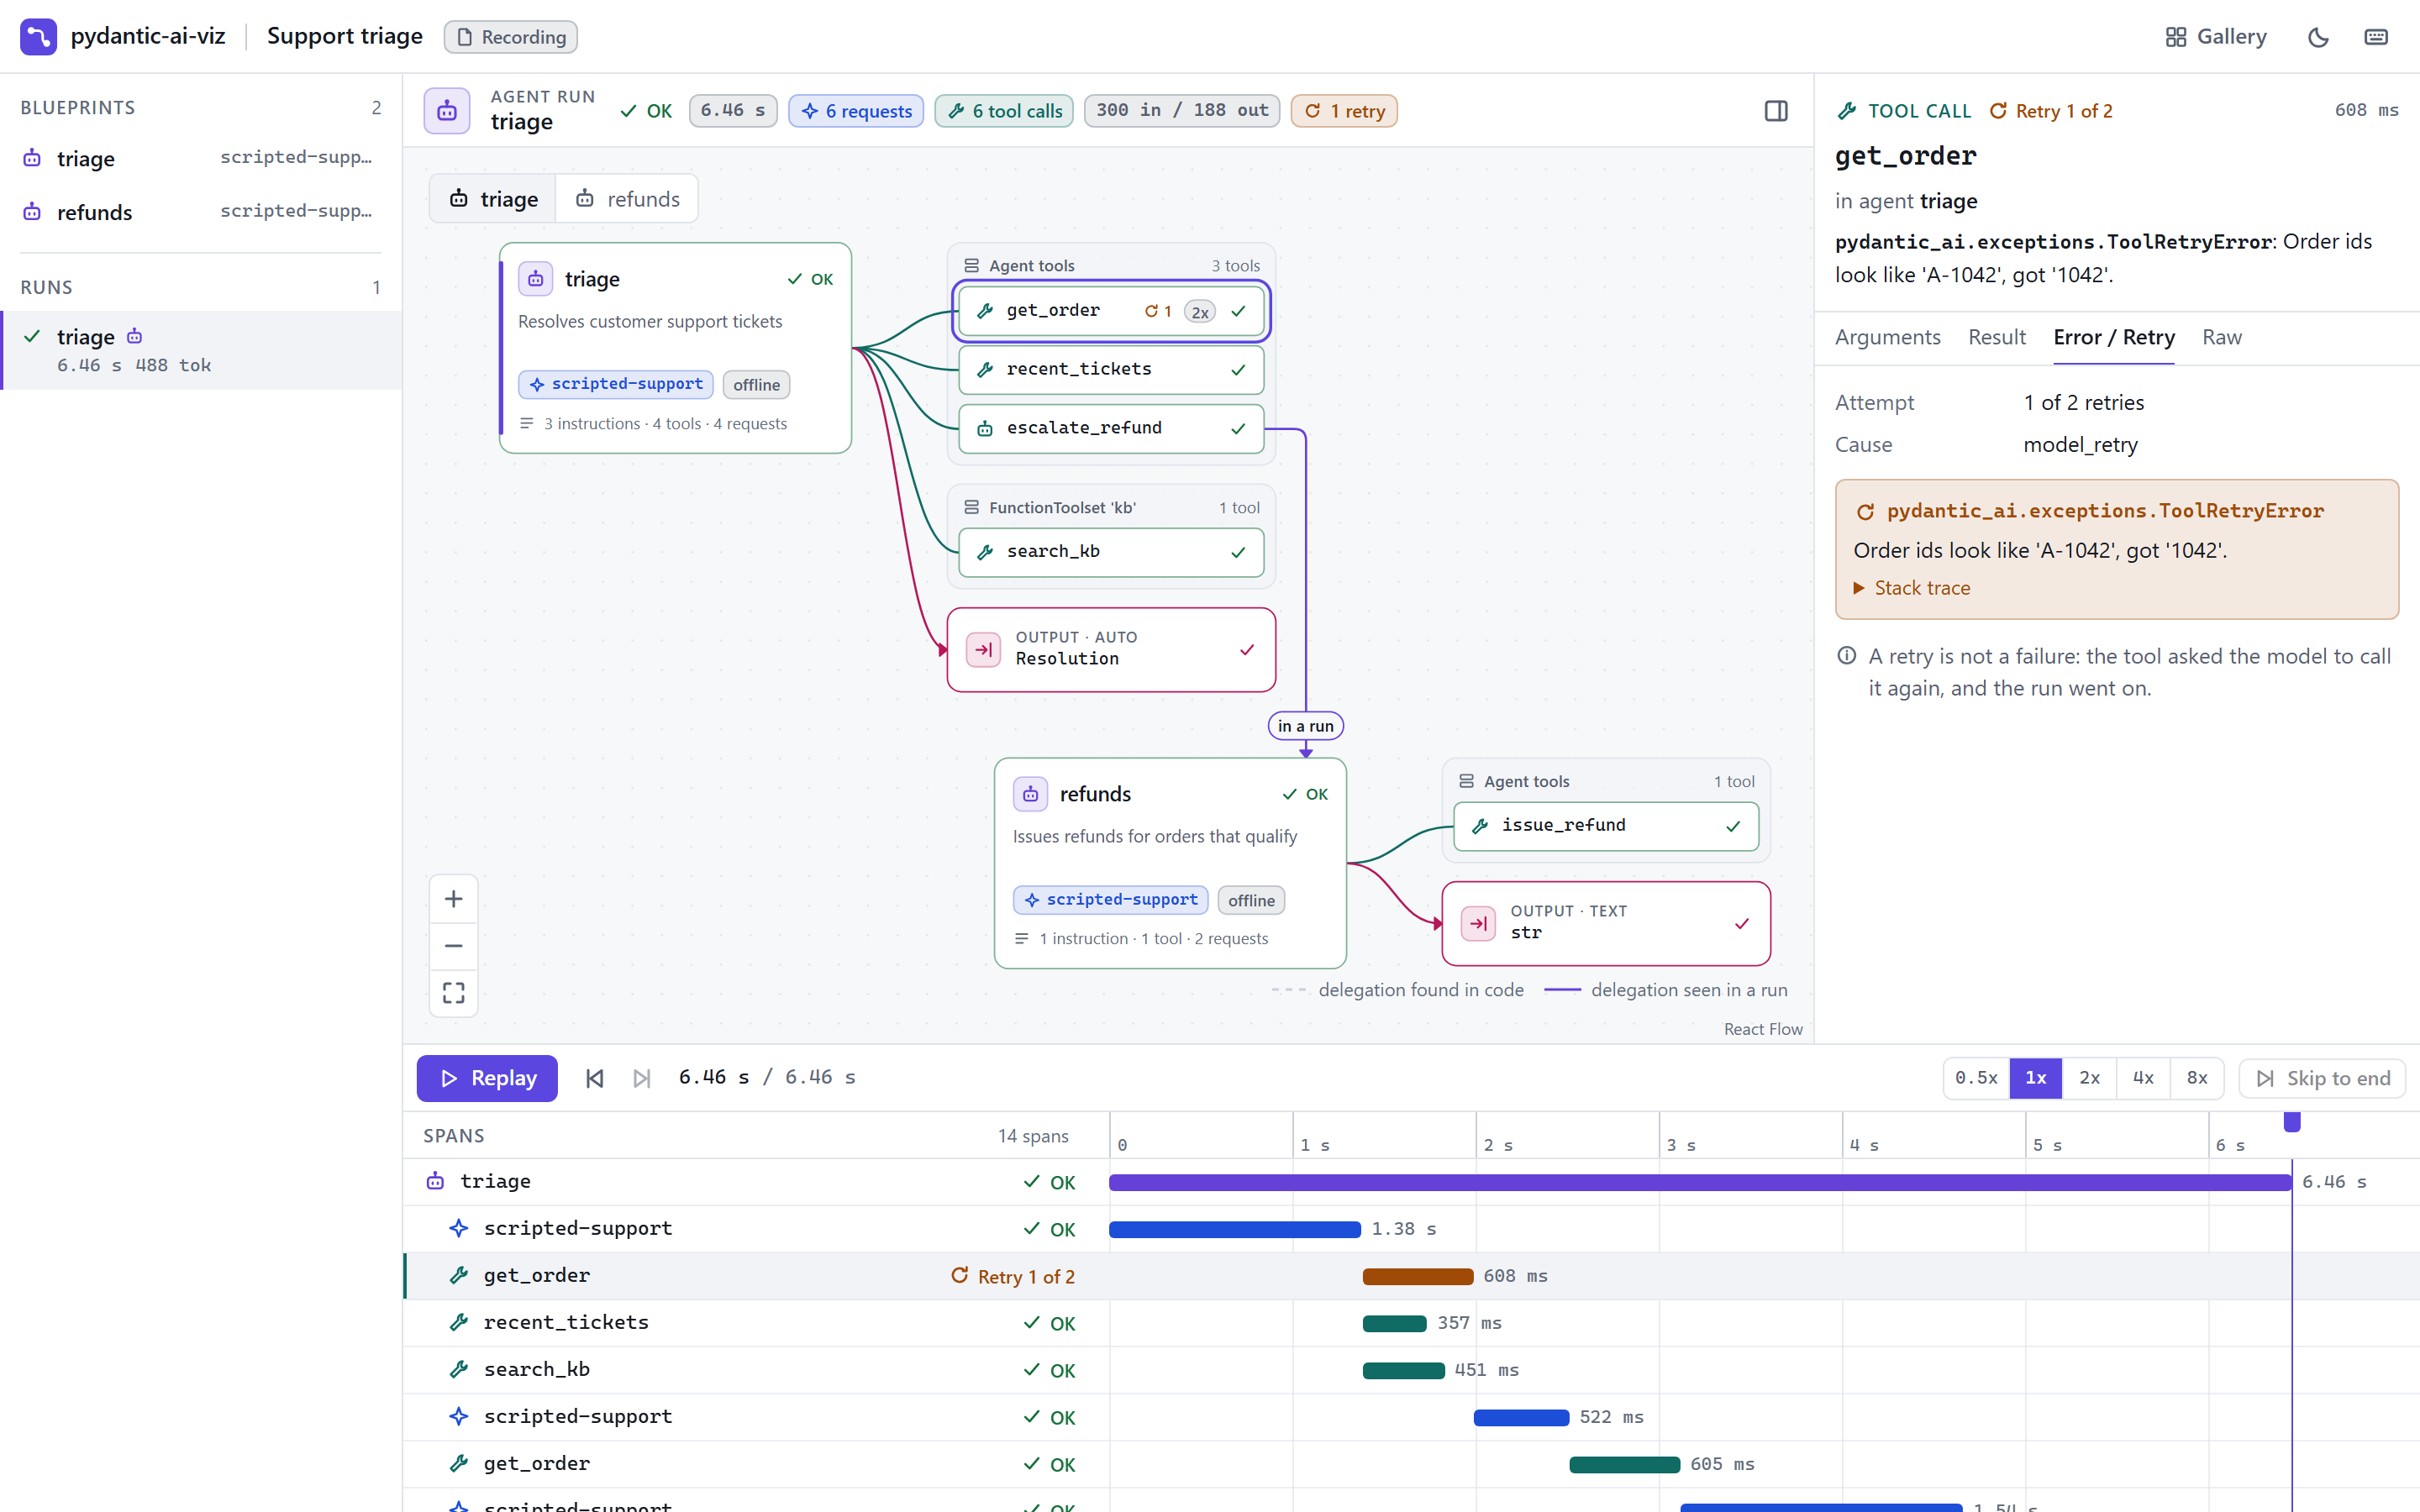 pydantic-ai-viz
Support triage
Recording
Gallery
BLUEPRINTS 2
triage scripted-supp…
refunds scripted-supp…
RUNS 1
triage
6.46 s 488 tok
AGENT RUN
triage
OK
6.46 s
6 requests
6 tool calls
300 in / 188 out
1 retry
triage
refunds
triage
OK
Resolves customer support tickets
scripted-support
offline
3 instructions · 4 tools · 4 requests
Agent tools 3 tools
get_order 1 2x
recent_tickets
escalate_refund
FunctionToolset 'kb' 1 tool
search_kb
OUTPUT · AUTO
Resolution
in a run
refunds
OK
Issues refunds for orders that qualify
scripted-support
offline
1 instruction · 1 tool · 2 requests
Agent tools 1 tool
issue_refund
OUTPUT · TEXT
str
delegation found in code
delegation seen in a run
React Flow
TOOL CALL Retry 1 of 2 608 ms
get_order
in agent triage
pydantic_ai.exceptions.ToolRetryError: Order ids
look like 'A-1042', got '1042'.
Arguments Result Error / Retry Raw
Attempt 1 of 2 retries
Cause model_retry
pydantic_ai.exceptions.ToolRetryError
Order ids look like 'A-1042', got '1042'.
Stack trace
A retry is not a failure: the tool asked the model to call
it again, and the run went on.
Replay
6.46 s / 6.46 s
0.5x 1x 2x 4x 8x
Skip to end
SPANS 14 spans
0 1 s 2 s 3 s 4 s 5 s 6 s
triage OK 6.46 s
scripted-support OK 1.38 s
get_order Retry 1 of 2 608 ms
recent_tickets OK 357 ms
search_kb OK 451 ms
scripted-support OK 522 ms
get_order OK 605 ms
scripted-support OK 1.54 s